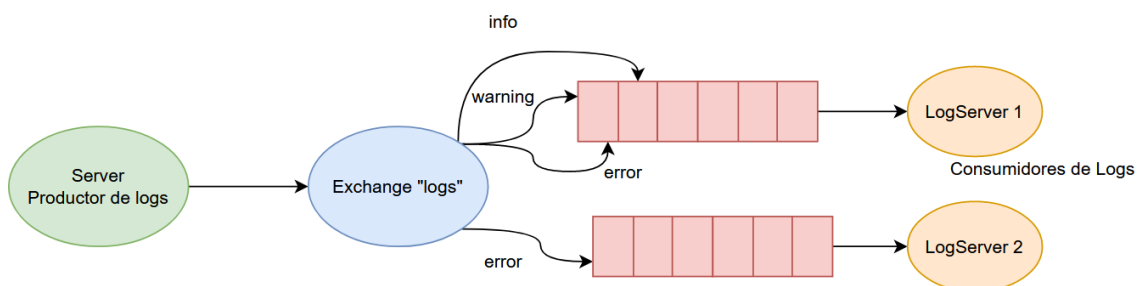 info
warning
error
LogServer 1
Consumidores de Logs
Server
Productor de logs
Exchange "logs"
error
LogServer 2